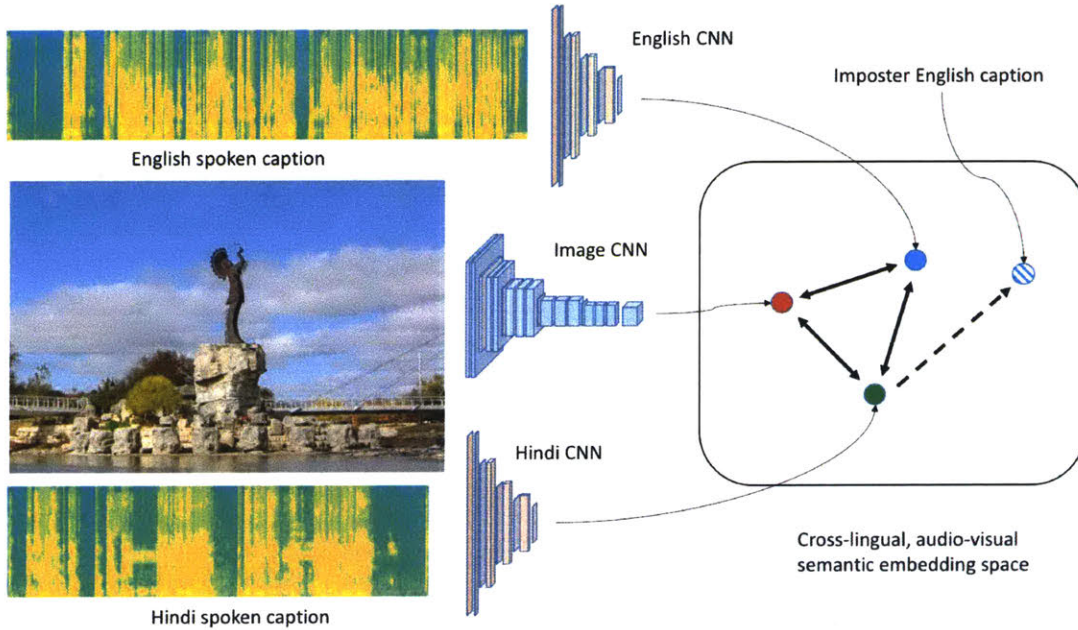 English CNN
Imposter English caption
English spoken caption
Image CNN
Hindi CNN
Cross-lingual, audio-visual
semantic embedding space
Hindi spoken caption